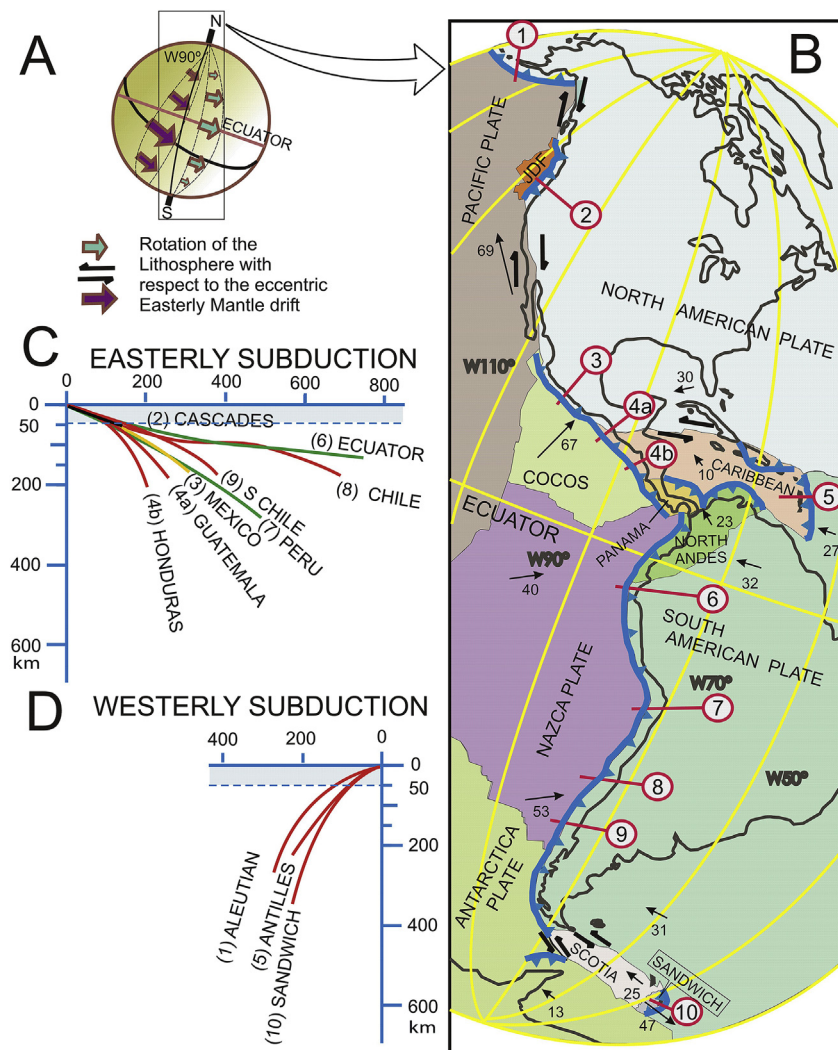 A
N
W90°
ECUATOR
S
Rotation of the
Lithosphere with
respect to the eccentric
Easterly Mantle drift
B
1
PACIFIC PLATE
JDF
2
69
NORTH AMERICAN PLATE
W110°
3
30
4a
67
4b
10
CARIBBEAN
5
COCOS
ECUATOR
PANAMA
23
NORTH
ANDES
27
W90°
40
32
6
SOUTH
AMERICAN PLATE
NAZCA PLATE
W70°
7
W50°
8
53
9
ANTARCTICA
PLATE
31
SCOTIA
SANDWICH
25
10
13
47
C
EASTERLY SUBDUCTION
0
200
400
600
800
0
50
200
400
600
km
(2) CASCADES
(6) ECUADOR
(8) CHILE
(9) S CHILE
(3) MEXICO
(7) PERU
(4a) GUATEMALA
(4b) HONDURAS
D
WESTERLY SUBDUCTION
400
200
0
0
50
200
400
600
km
(1) ALEUTIAN
(5) ANTILLES
(10) SANDWICH